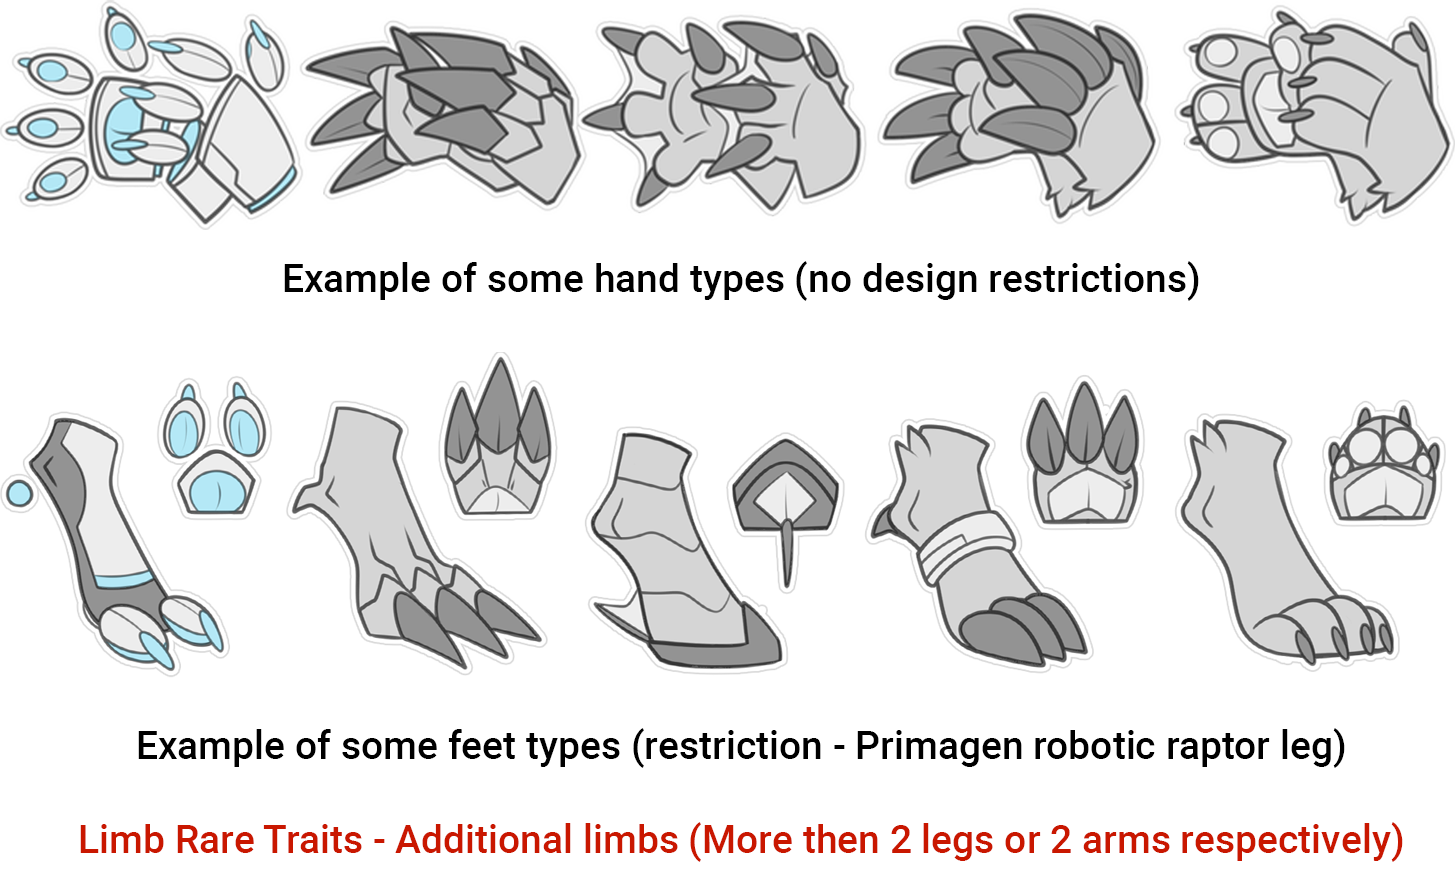 Example of some hand types (no design restrictions)
Example of some feet types (restriction - Primagen robotic raptor leg)
Limb Rare Traits - Additional limbs (More then 2 legs or 2 arms respectively)